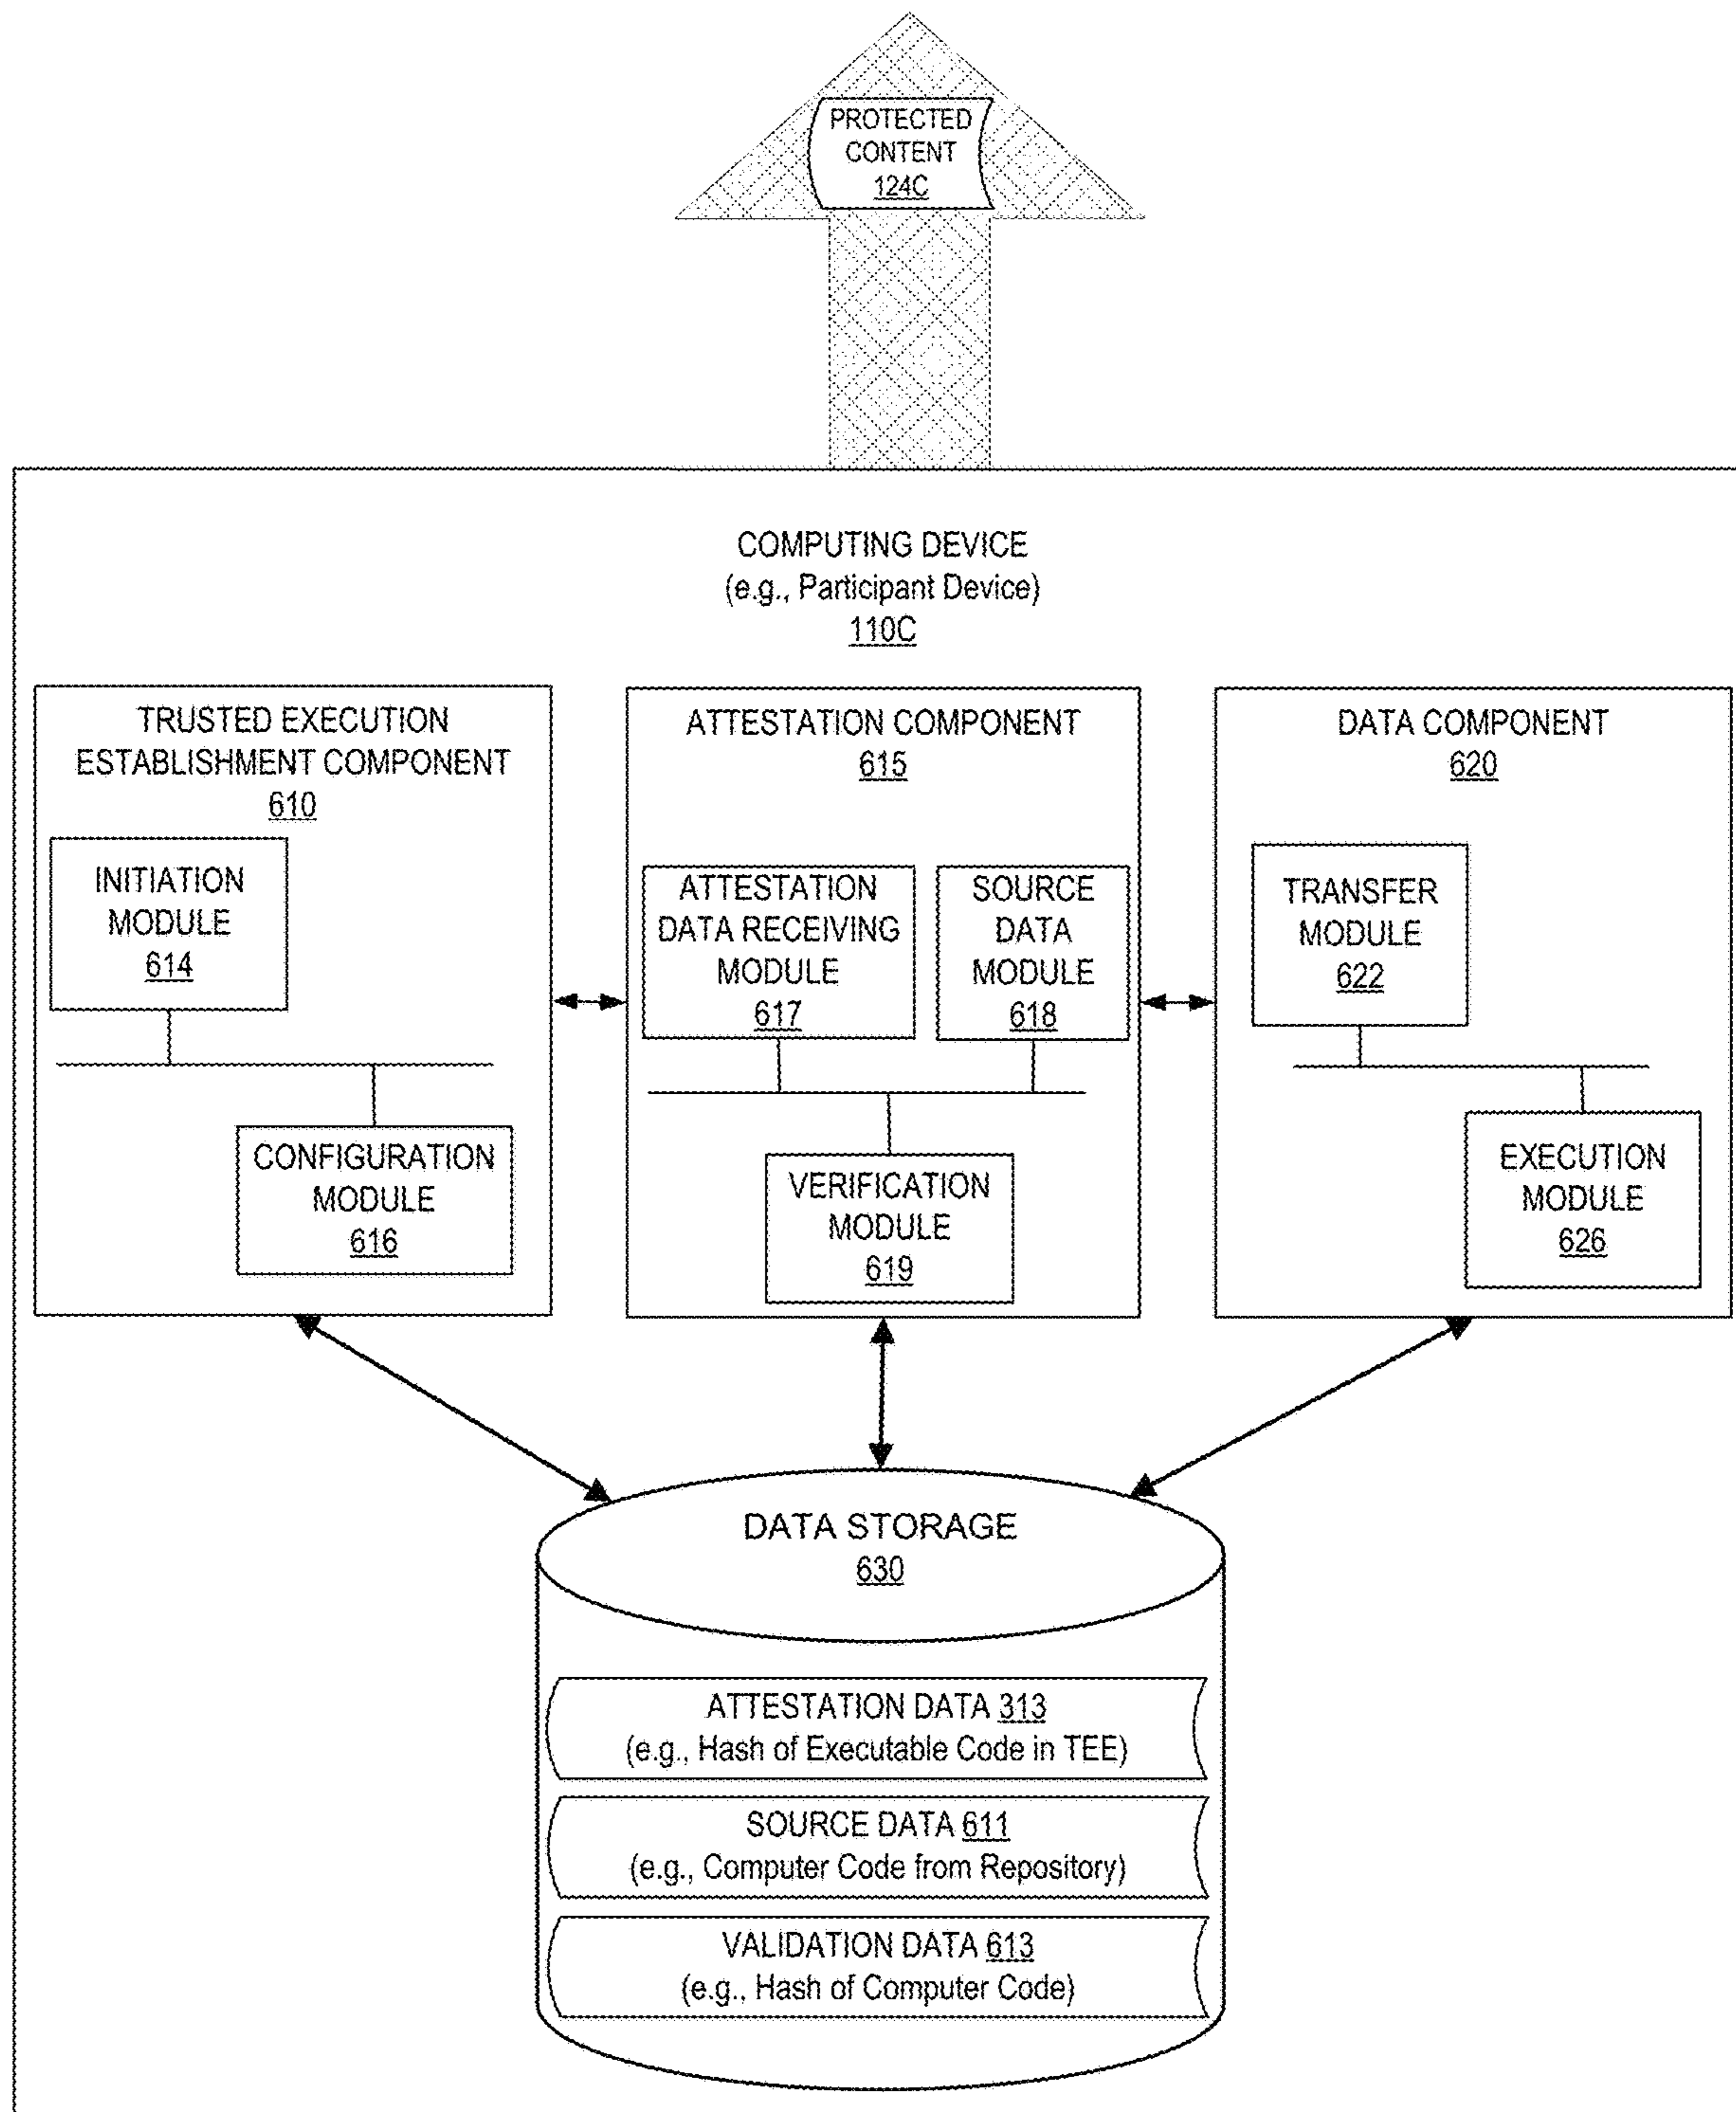 PROTECTED
CONTENT
124C
COMPUTING DEVICE
(e.g., Participant Device)
110C
TRUSTED EXECUTION
ESTABLISHMENT COMPONENT
610
INITIATION
MODULE
614
CONFIGURATION
MODULE
616
ATTESTATION COMPONENT
615
ATTESTATION
DATA RECEIVING
MODULE
617
SOURCE
DATA
MODULE
618
VERIFICATION
MODULE
619
DATA COMPONENT
620
TRANSFER
MODULE
622
EXECUTION
MODULE
626
DATA STORAGE
630
ATTESTATION DATA 313
(e.g., Hash of Executable Code in TEE)
SOURCE DATA 611
(e.g., Computer Code from Repository)
VALIDATION DATA 613
(e.g., Hash of Computer Code)